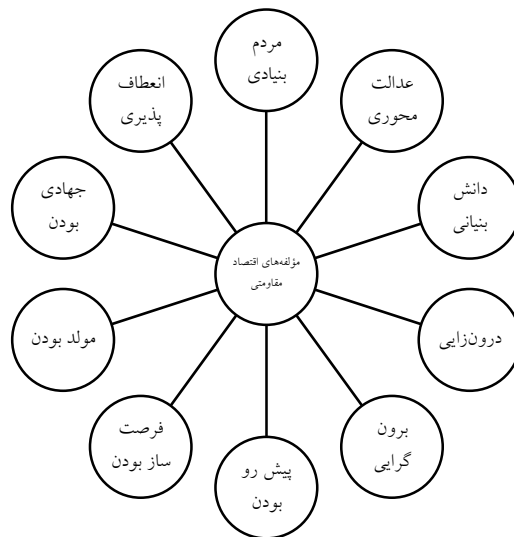 مؤلفه‌های اقتصاد
مقاومتی
مردم
بنیادی
عدالت
محوری
دانش
بنیانی
درون‌زایی
برون
گرایی
پیش رو
بودن
فرصت
ساز بودن
مولد بودن
جهادی
بودن
انعطاف
پذیری